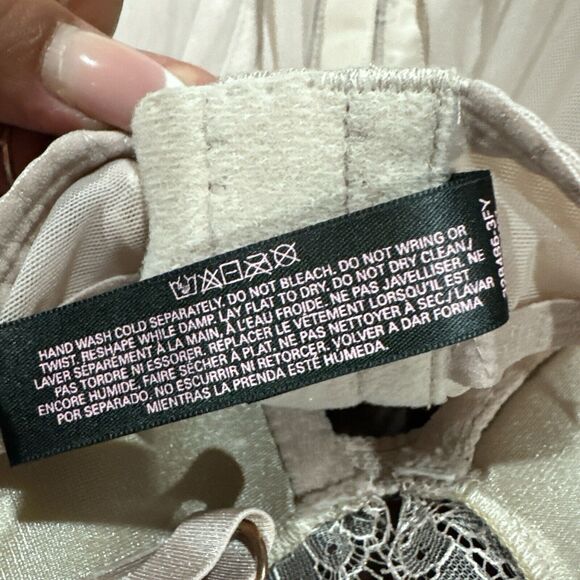 HAND WASH COLD SEPARATELY. DO NOT BLEACH. DO NOT WRING OR
TWIST. RESHAPE WHILE DAMP. LAY FLAT TO DRY. DO NOT DRY CLEAN/
LAVER SÉPARÉMENT À LA MAIN, À L'EAU FROIDE. NE PAS JAVELLISER. NE
PAS TORDRE NI ESSORER. REPLACER LE VÊTEMENT LORSQU'IL EST
ENCORE HUMIDE, FAIRE SÉCHER À PLAT. NE PAS NETTOYER À SEC/LAVAR
POR SEPARADO. NO ESCURRIR NI RETORCER. VOLVER A DAR FORMA
MIENTRAS LA PRENDA ESTÉ HUMEDA.